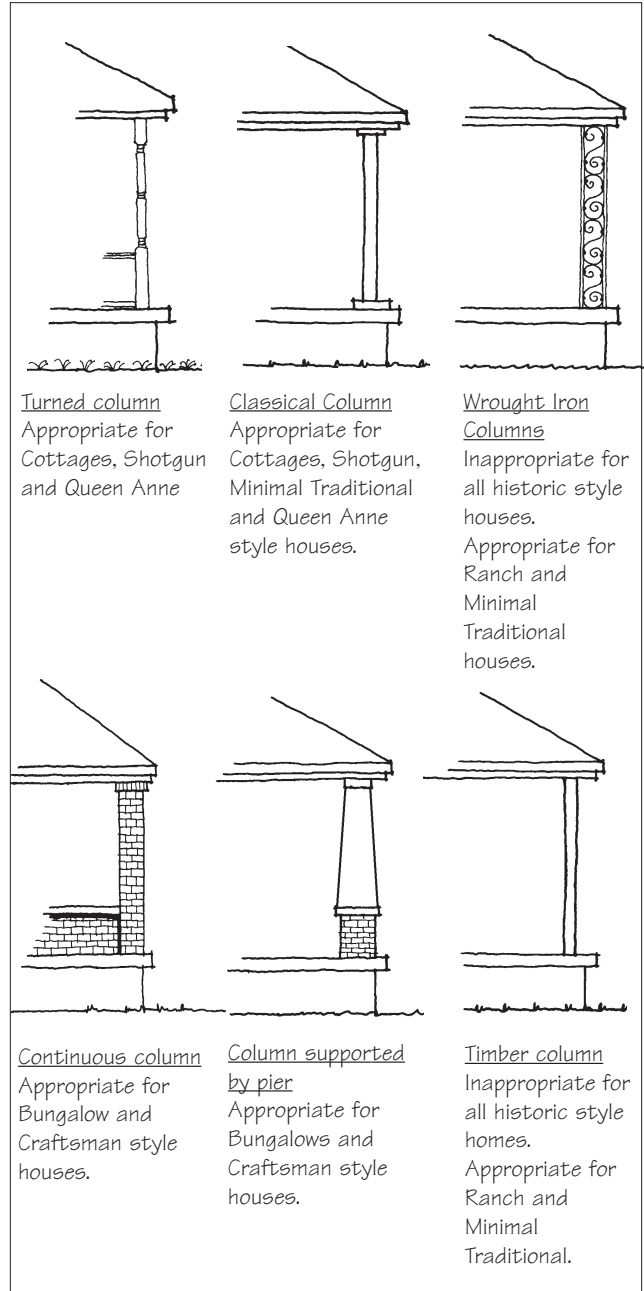 Turned column
Appropriate for
Cottages, Shotgun
and Queen Anne
Classical Column
Appropriate for
Cottages, Shotgun,
Minimal Traditional
and Queen Anne
style houses.
Wrought Iron
Columns
Inappropriate for
all historic style
houses.
Appropriate for
Ranch and
Minimal
Traditional
houses.
Continuous column
Appropriate for
Bungalow and
Craftsman style
houses.
Column supported
by pier
Appropriate for
Bungalows and
Craftsman style
houses.
Timber column
Inappropriate for
all historic style
homes.
Appropriate for
Ranch and
Minimal
Traditional.